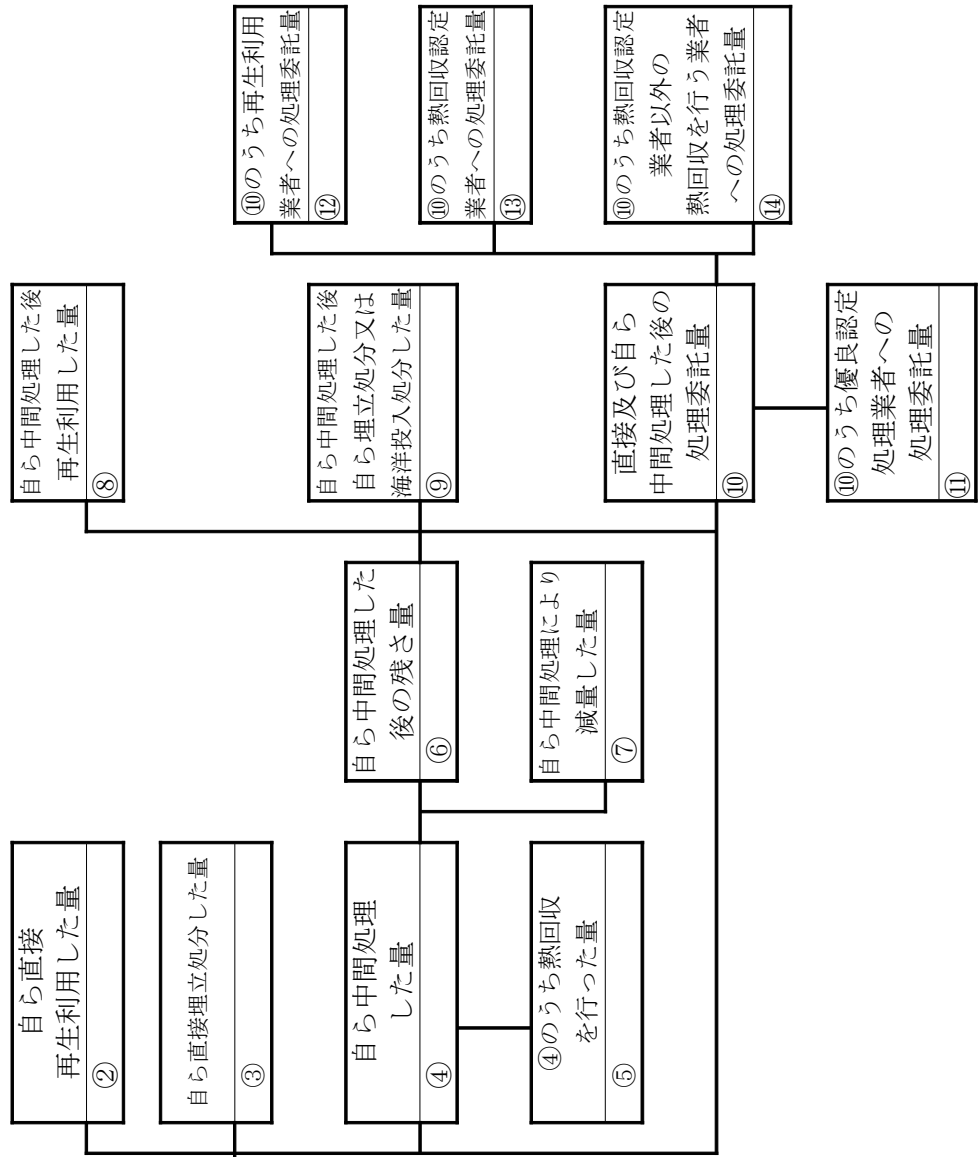 自ら直接
再生利用した量
②
自ら直接埋立処分した量
③
自ら中間処理
した量
④
④のうち熱回収
を行った量
⑤
自ら中間処理した
後の残さ量
⑥
自ら中間処理により
減量した量
⑦
自ら中間処理した後
再生利用した量
⑧
自ら中間処理した後
自ら埋立処分又は
海洋投入処分した量
⑨
直接及び自ら
中間処理した後の
処理委託量
⑩
⑩のうち優良認定
処理業者への
処理委託量
⑪
⑩のうち再生利用
業者への処理委託量
⑫
⑩のうち熱回収認定
業者への処理委託量
⑬
⑩のうち熱回収認定
業者以外の
熱回収を行う業者
への処理委託量
⑭